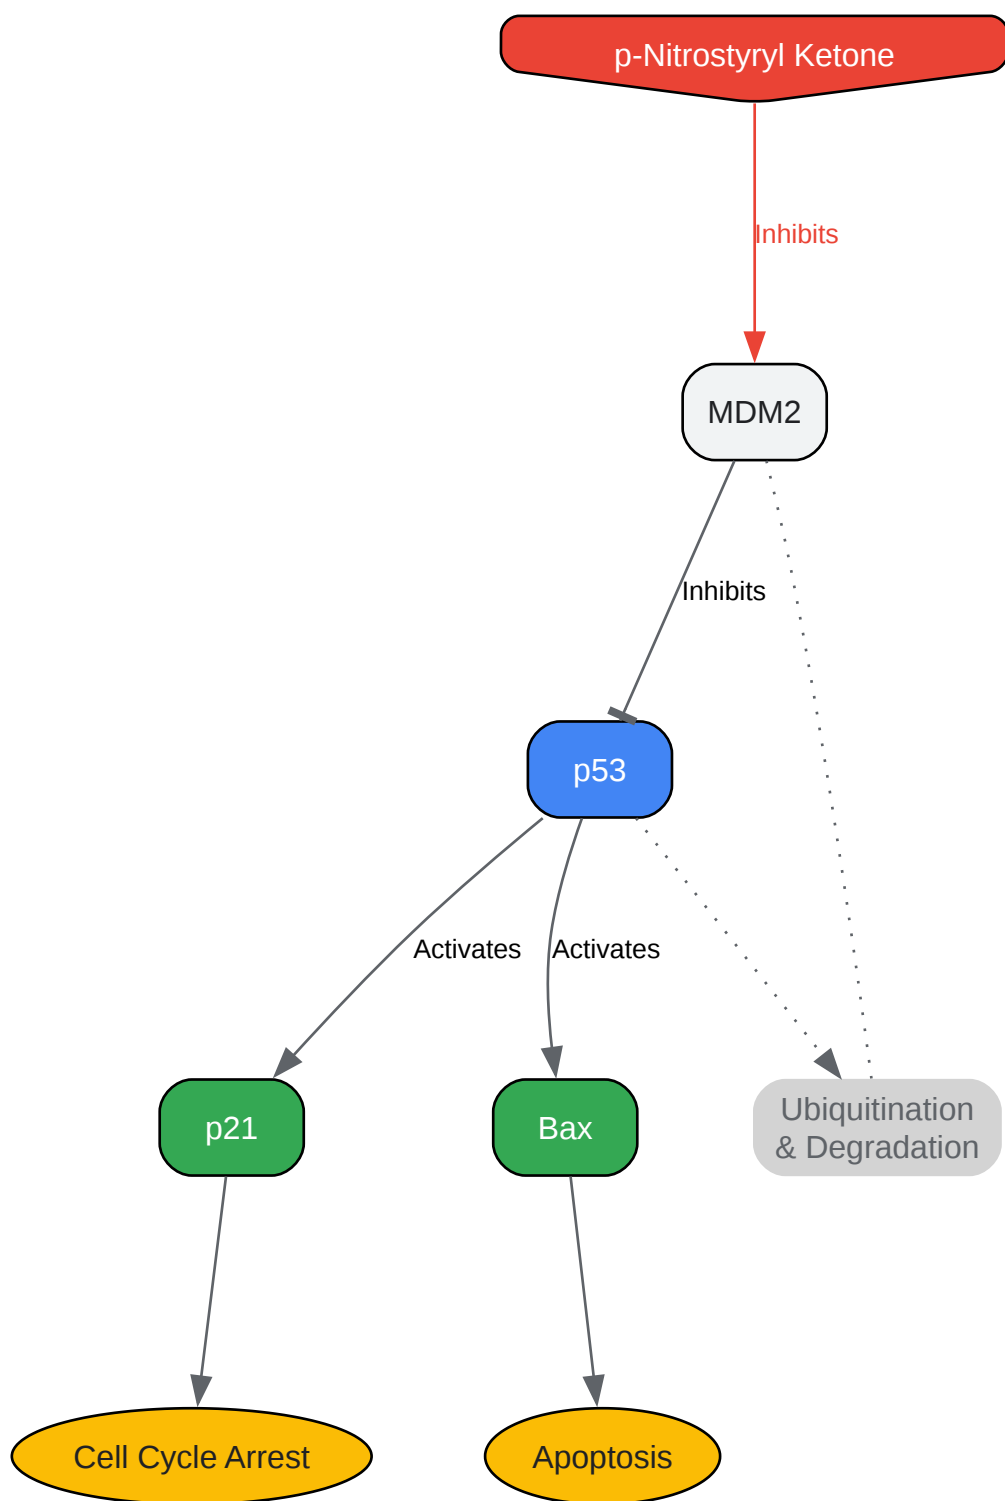 p-Nitrostyryl Ketone
Inhibits
MDM2
Inhibits
p53
Activates
Activates
p21
Bax
Ubiquitination
& Degradation
Cell Cycle Arrest
Apoptosis